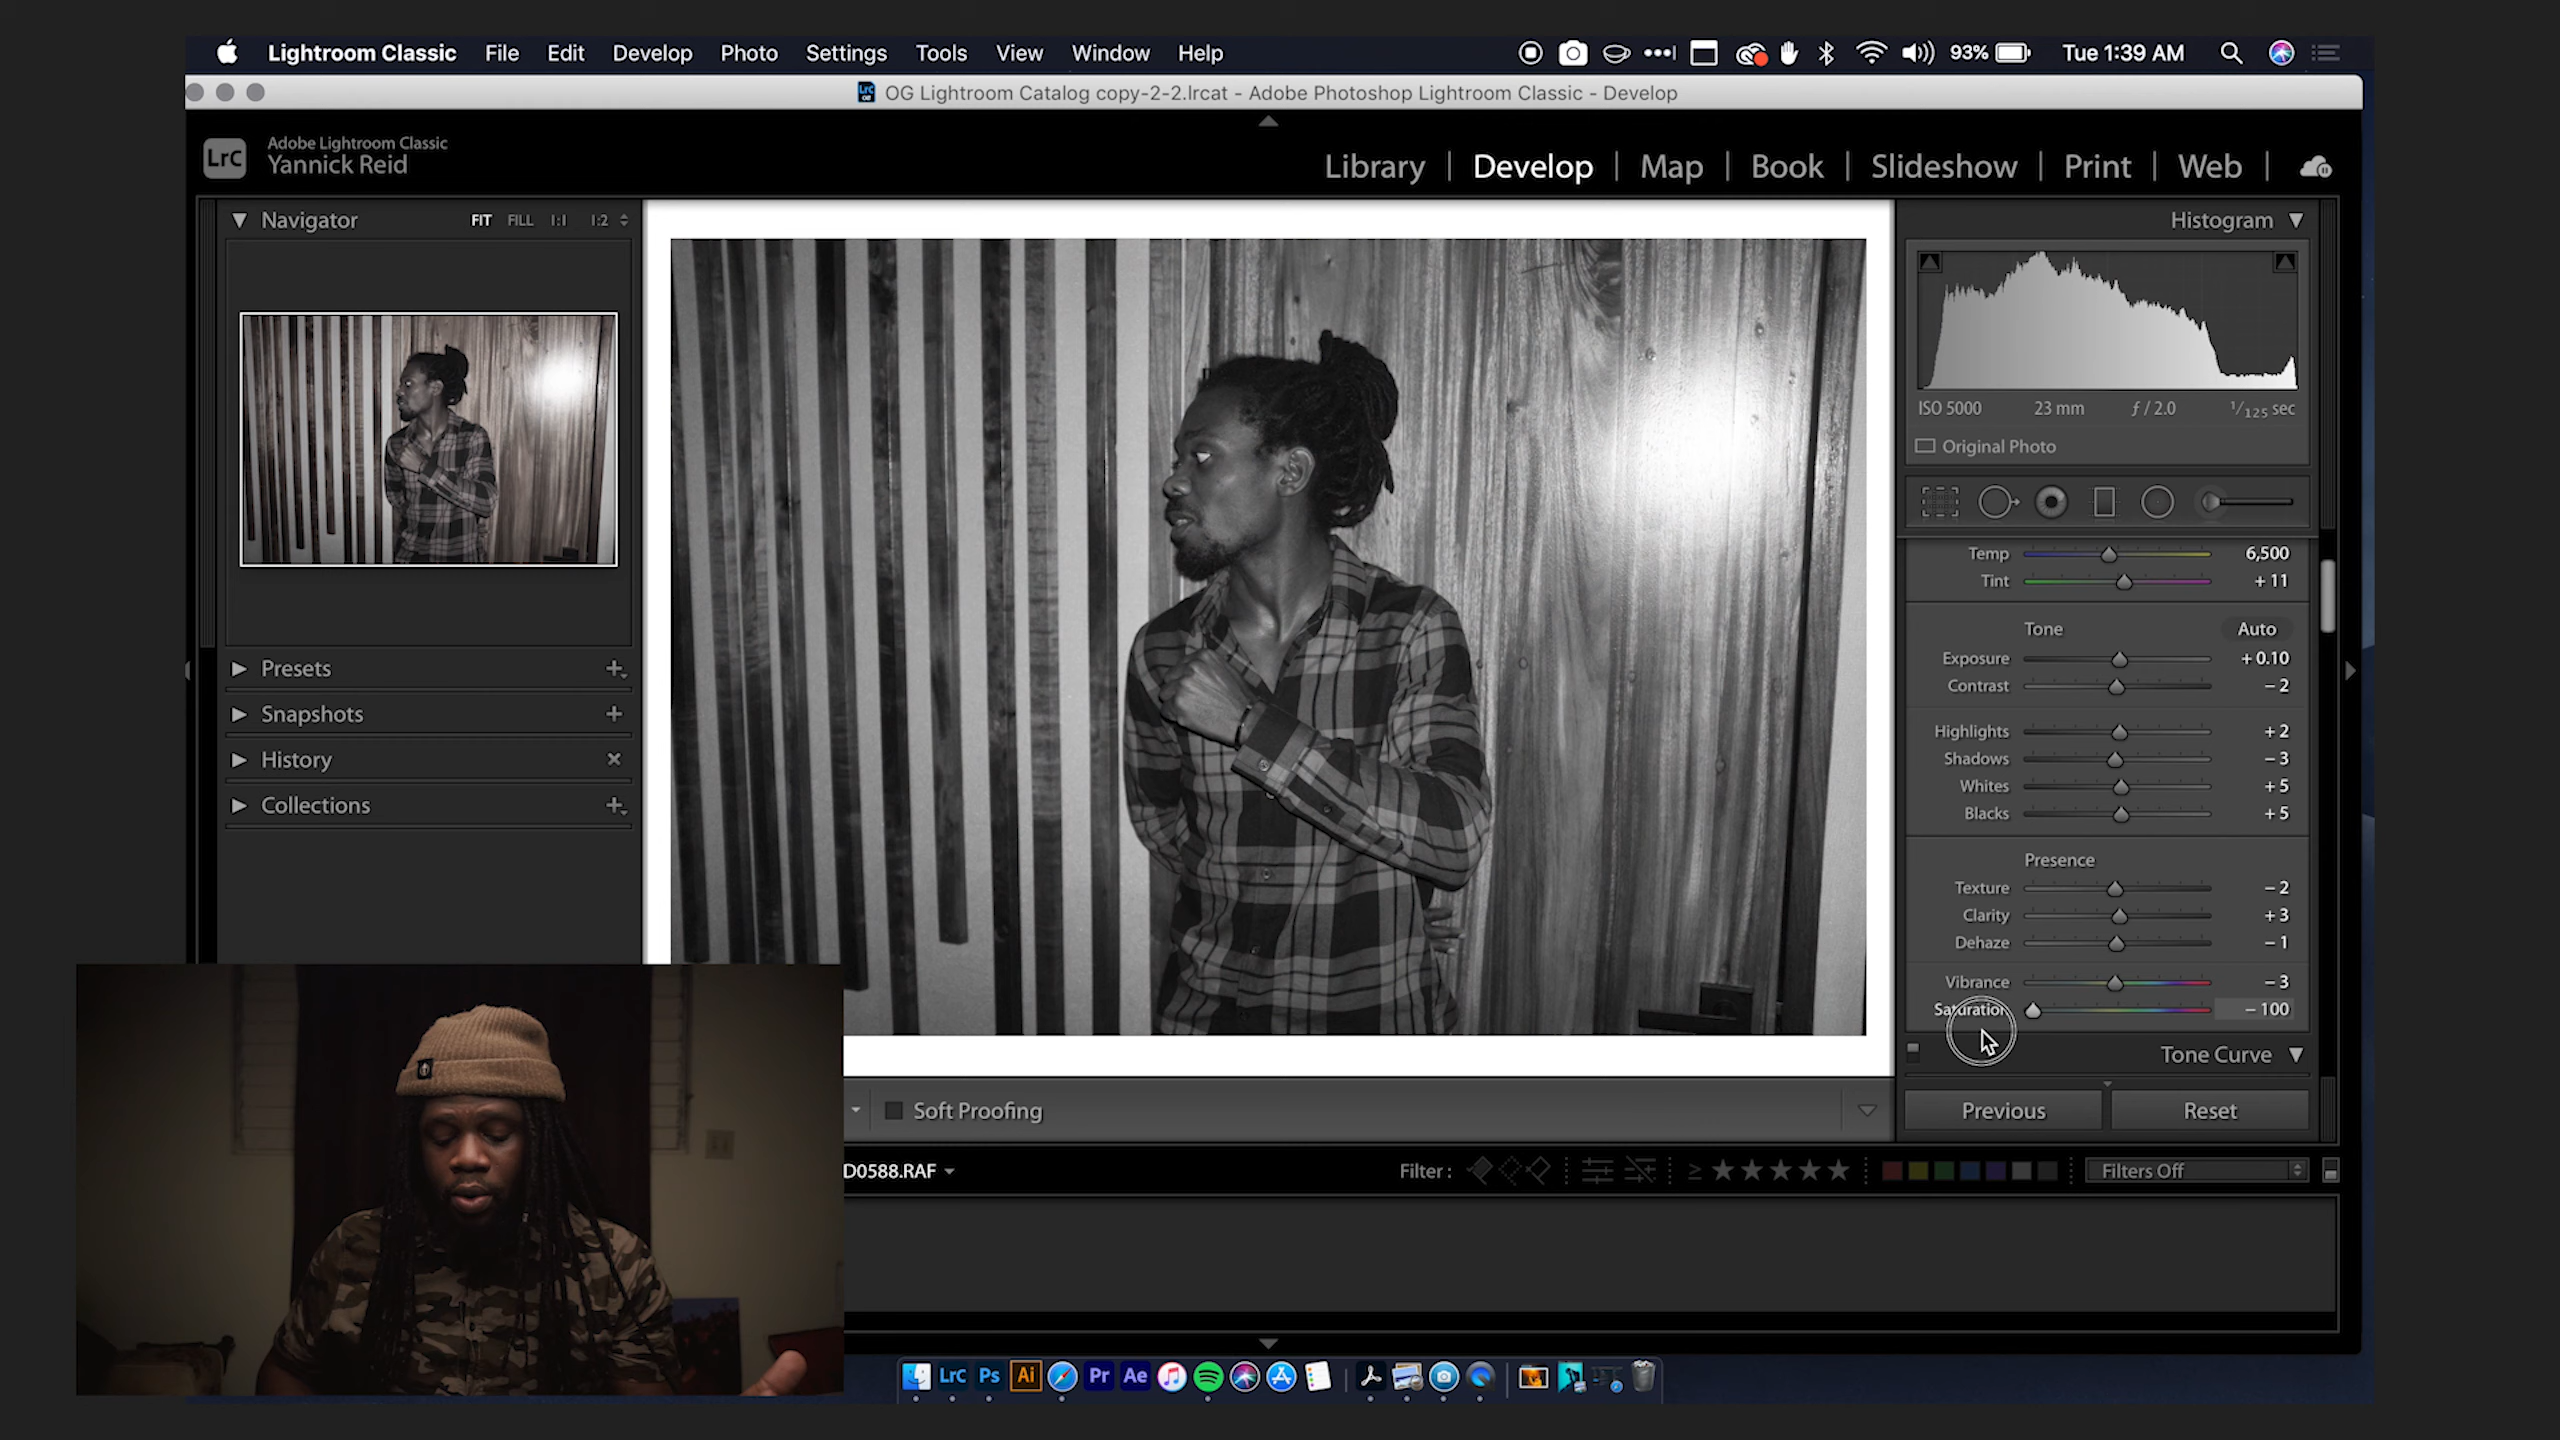 Lightroom Classic File Edit Develop Photo Settings Tools View Window Help 93% Tue 1:39 AM
OG Lightroom Catalog copy-2-2.lrcat - Adobe Photoshop Lightroom Classic - Develop
LrC
Adobe Lightroom Classic
Yannick Reid
Library | Develop | Map | Book | Slideshow | Print | Web |
Navigator FIT FILL 1:1 1:2
Presets
Snapshots
History
Collections
Histogram
ISO 5000 23 mm ƒ / 2.0 1/125 sec
Original Photo
Temp 6,500
Tint + 11
Tone Auto
Exposure + 0.10
Contrast − 2
Highlights + 2
Shadows − 3
Whites + 5
Blacks + 5
Presence
Texture − 2
Clarity + 3
Dehaze − 1
Vibrance − 3
Saturation − 100
Tone Curve
Previous Reset
Soft Proofing
D0588.RAF
Filter : ≥ Filters Off
LrC Ps Ai Pr Ae